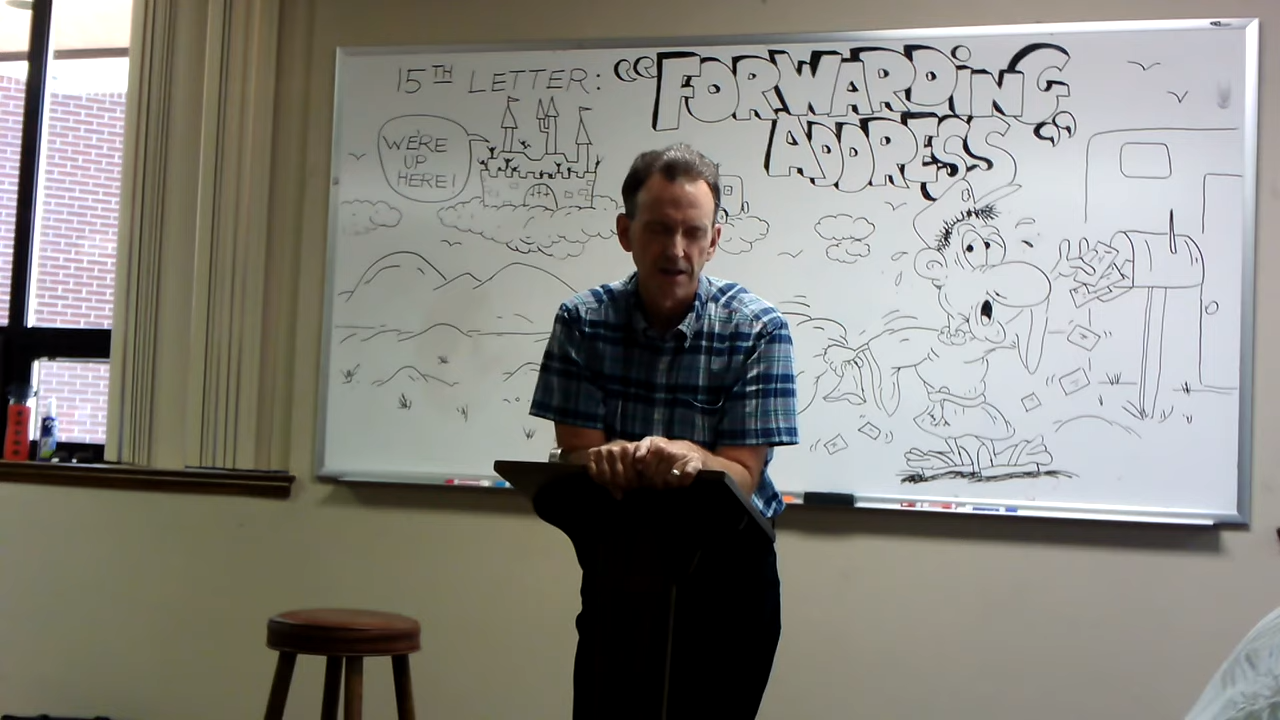 15TH LETTER: "FORWARDING
ADDRESS"
WE'RE
UP
HERE!